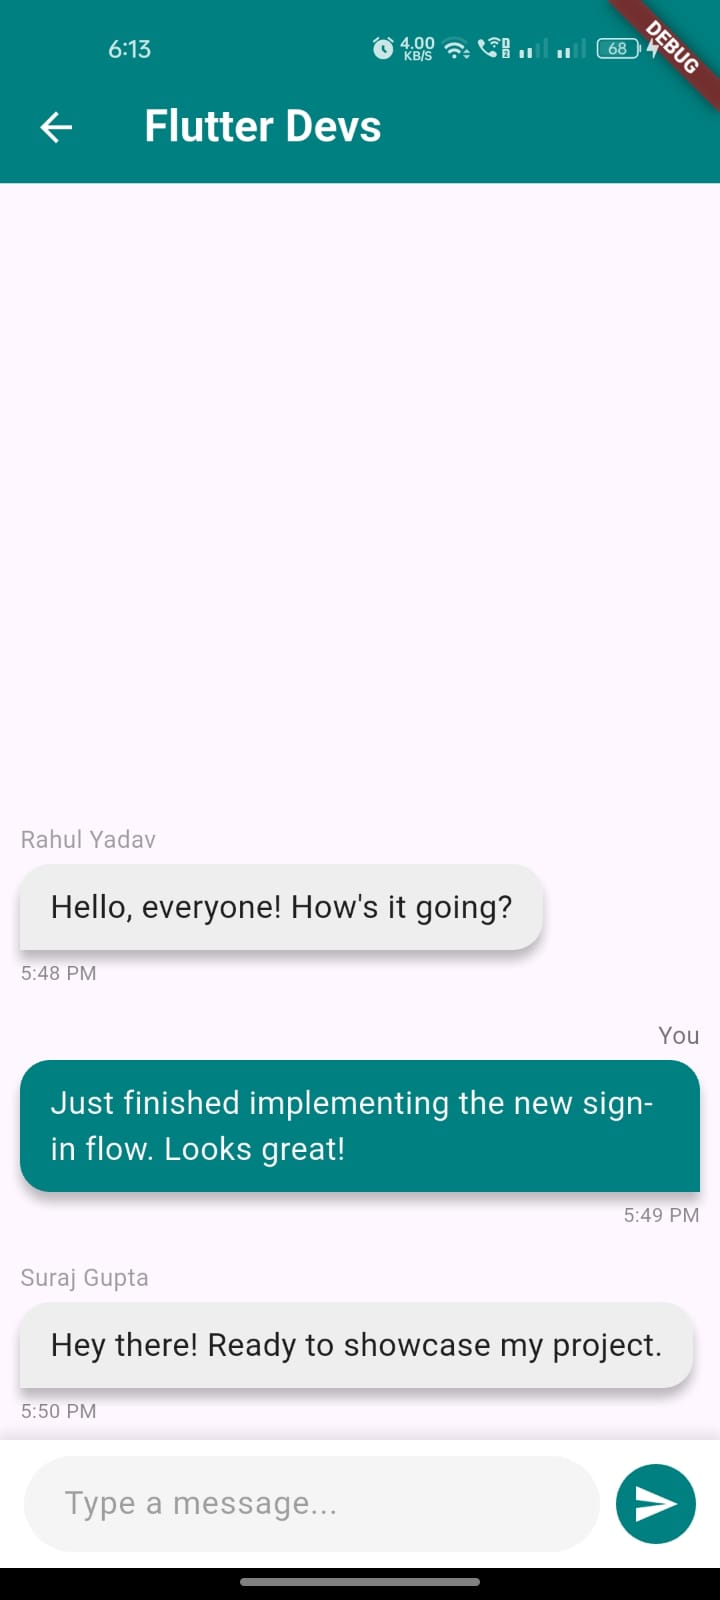 6:13
4.00
KB/S
1
2
68
DEBUG
Flutter Devs
Rahul Yadav
Hello, everyone! How's it going?
5:48 PM
You
Just finished implementing the new sign-
in flow. Looks great!
5:49 PM
Suraj Gupta
Hey there! Ready to showcase my project.
5:50 PM
Type a message...